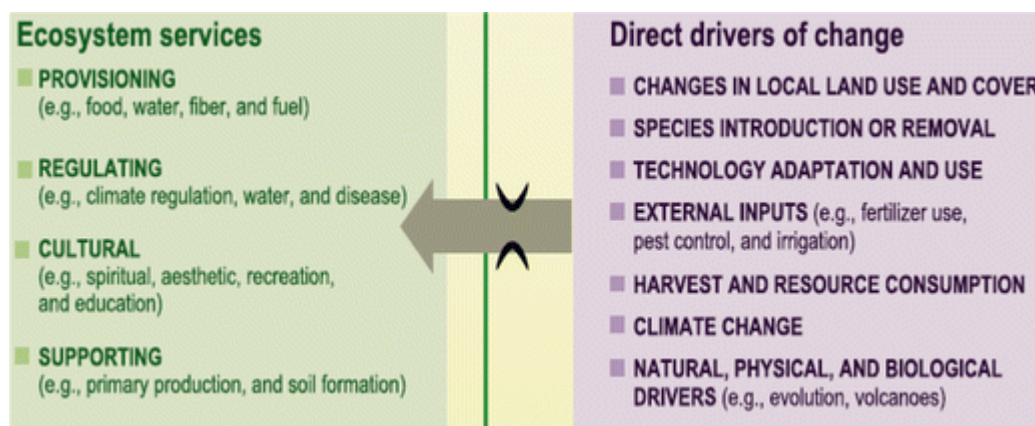 Ecosystem services
PROVISIONING
(e.g., food, water, fiber, and fuel)
REGULATING
(e.g., climate regulation, water, and disease)
CULTURAL
(e.g., spiritual, aesthetic, recreation,
and education)
SUPPORTING
(e.g., primary production, and soil formation)
Direct drivers of change
CHANGES IN LOCAL LAND USE AND COVER
SPECIES INTRODUCTION OR REMOVAL
TECHNOLOGY ADAPTATION AND USE
EXTERNAL INPUTS (e.g., fertilizer use,
pest control, and irrigation)
HARVEST AND RESOURCE CONSUMPTION
CLIMATE CHANGE
NATURAL, PHYSICAL, AND BIOLOGICAL
DRIVERS (e.g., evolution, volcanoes)